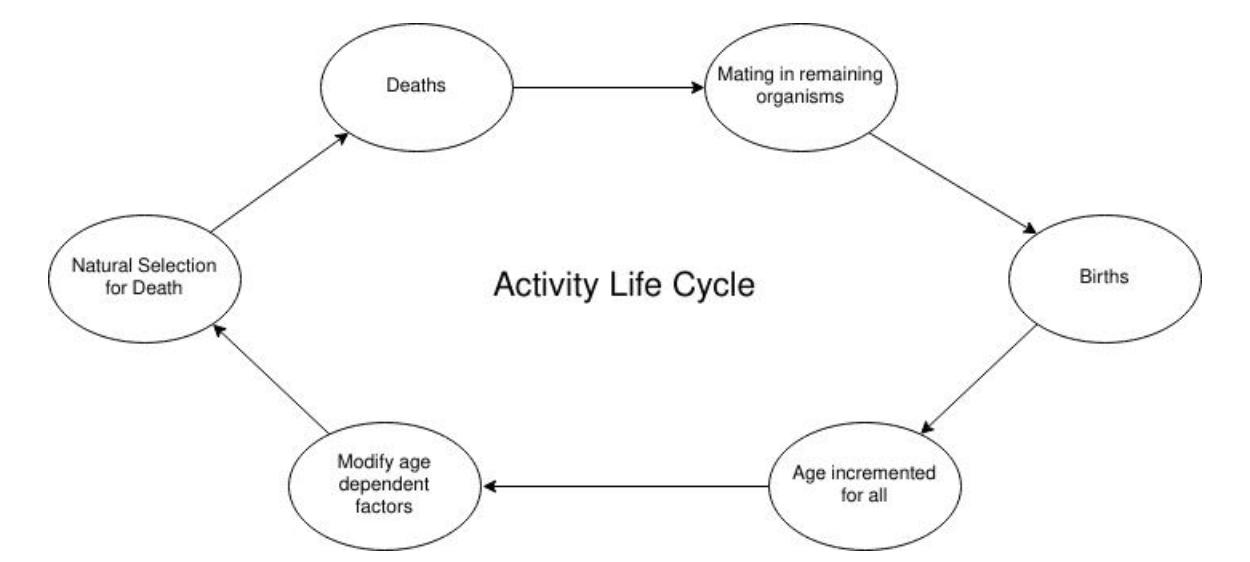 Deaths
Mating in remaining
organisms
Natural Selection
for Death
Activity Life Cycle
Births
Modify age
dependent
factors
Age incremented
for all